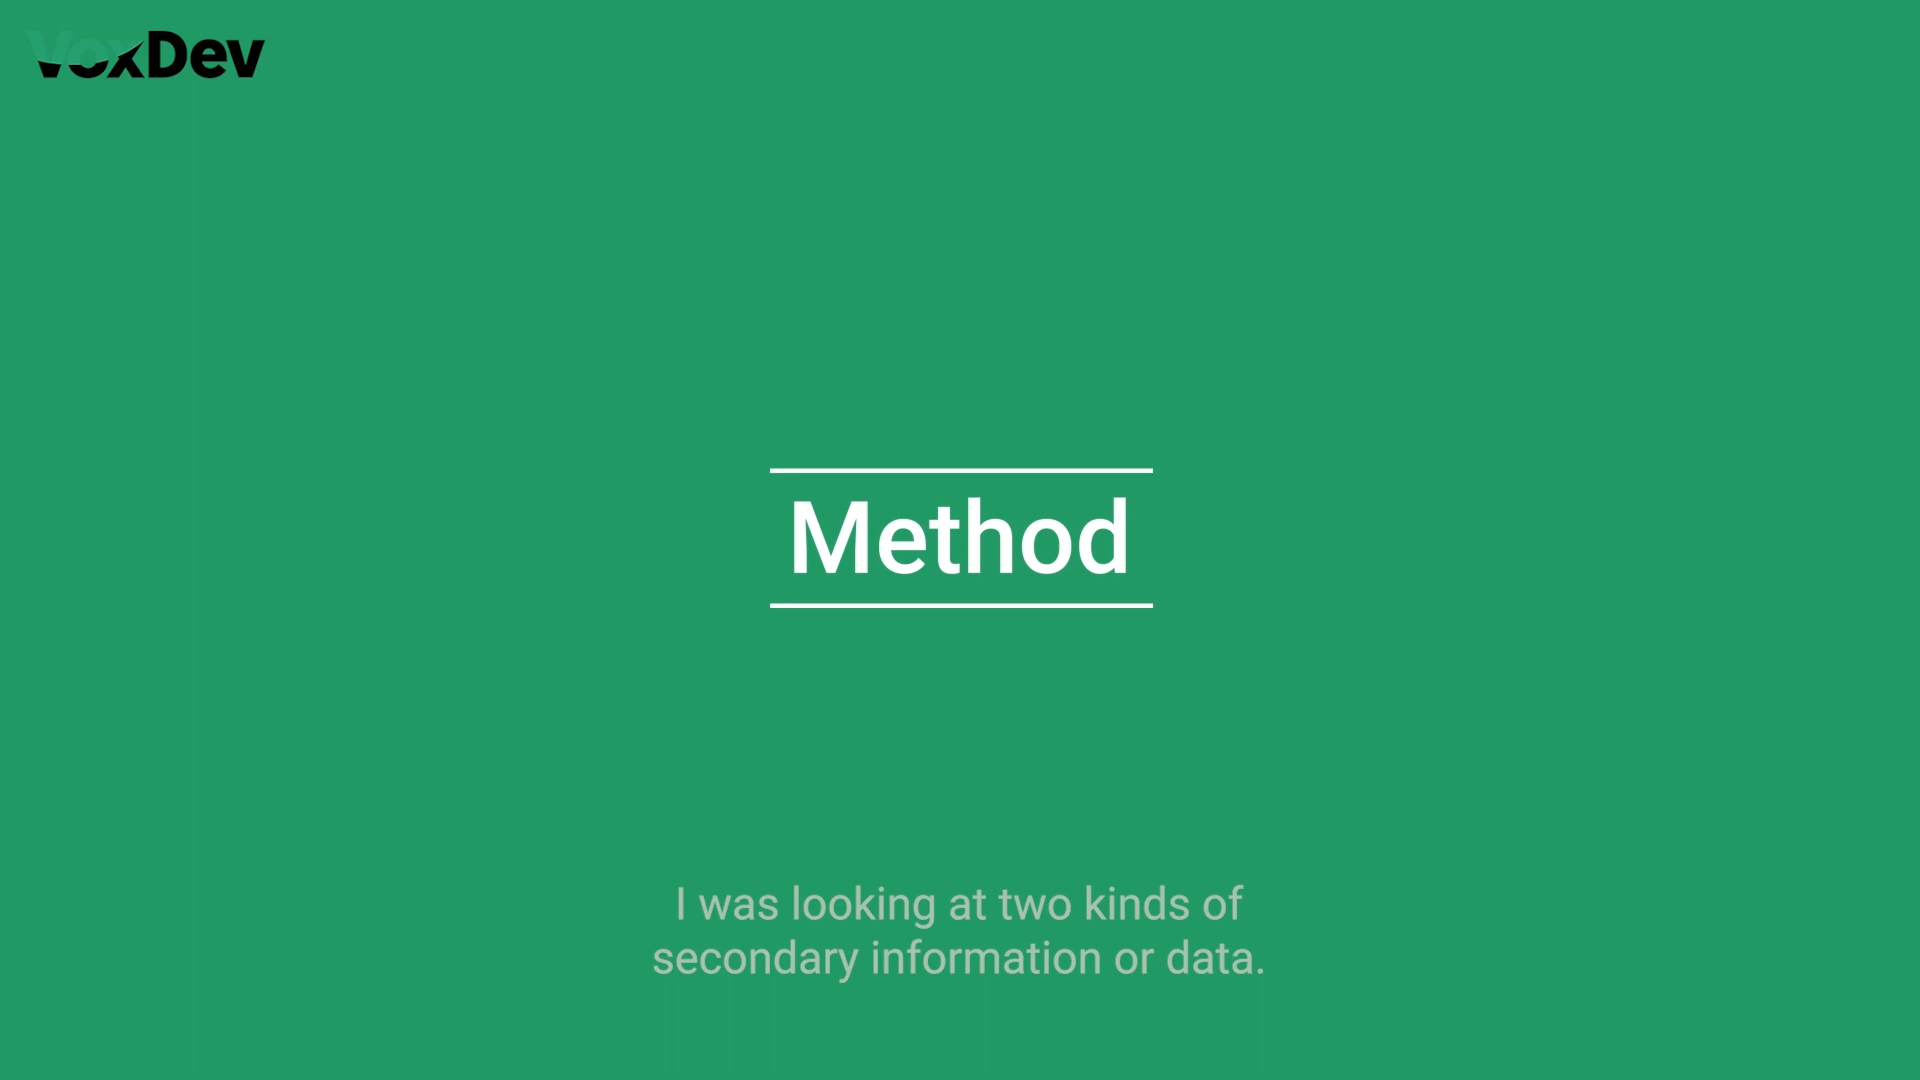 VoxDev
Method
I was looking at two kinds of
secondary information or data.